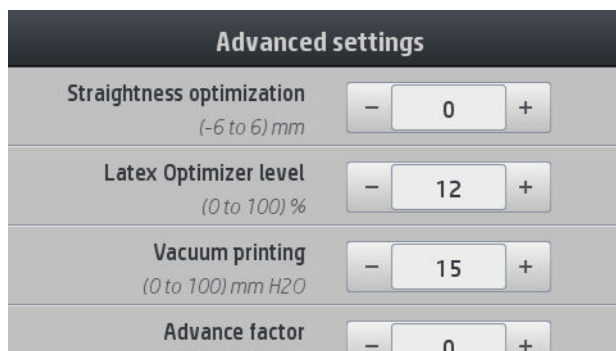 Advanced settings
Straightness optimization
(-6 to 6) mm
− 0 +
Latex Optimizer level
(0 to 100) %
− 12 +
Vacuum printing
(0 to 100) mm H2O
− 15 +
Advance factor
− 0 +